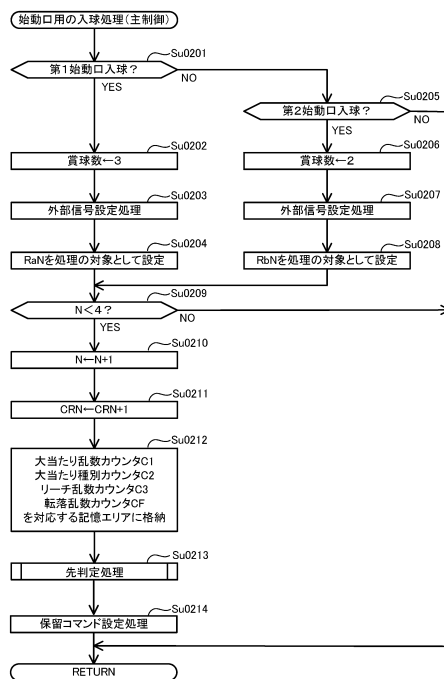 始動口用の入球処理(主制御)
Su0201
第1始動口入球?
NO
YES
Su0205
第2始動口入球?
NO
YES
Su0202
賞球数←3
Su0206
賞球数←2
Su0203
外部信号設定処理
Su0207
外部信号設定処理
Su0204
RaNを処理の対象として設定
Su0208
RbNを処理の対象として設定
Su0209
N<4?
NO
YES
Su0210
N←N+1
Su0211
CRN←CRN+1
Su0212
大当たり乱数カウンタC1
大当たり種別カウンタC2
リーチ乱数カウンタC3
転落乱数カウンタCF
を対応する記憶エリアに格納
Su0213
先判定処理
Su0214
保留コマンド設定処理
RETURN